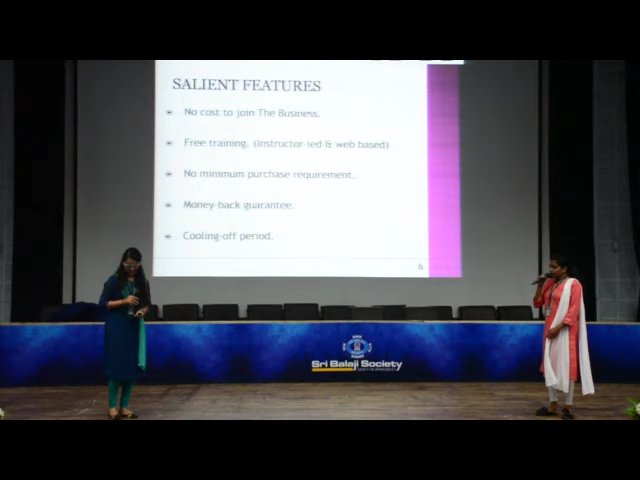 SALIENT FEATURES
No cost to join The Business.
Free training. (Instructor-led & web based)
No minimum purchase requirement.
Money-back guarantee.
Cooling-off period.
6
Sri Balaji Society